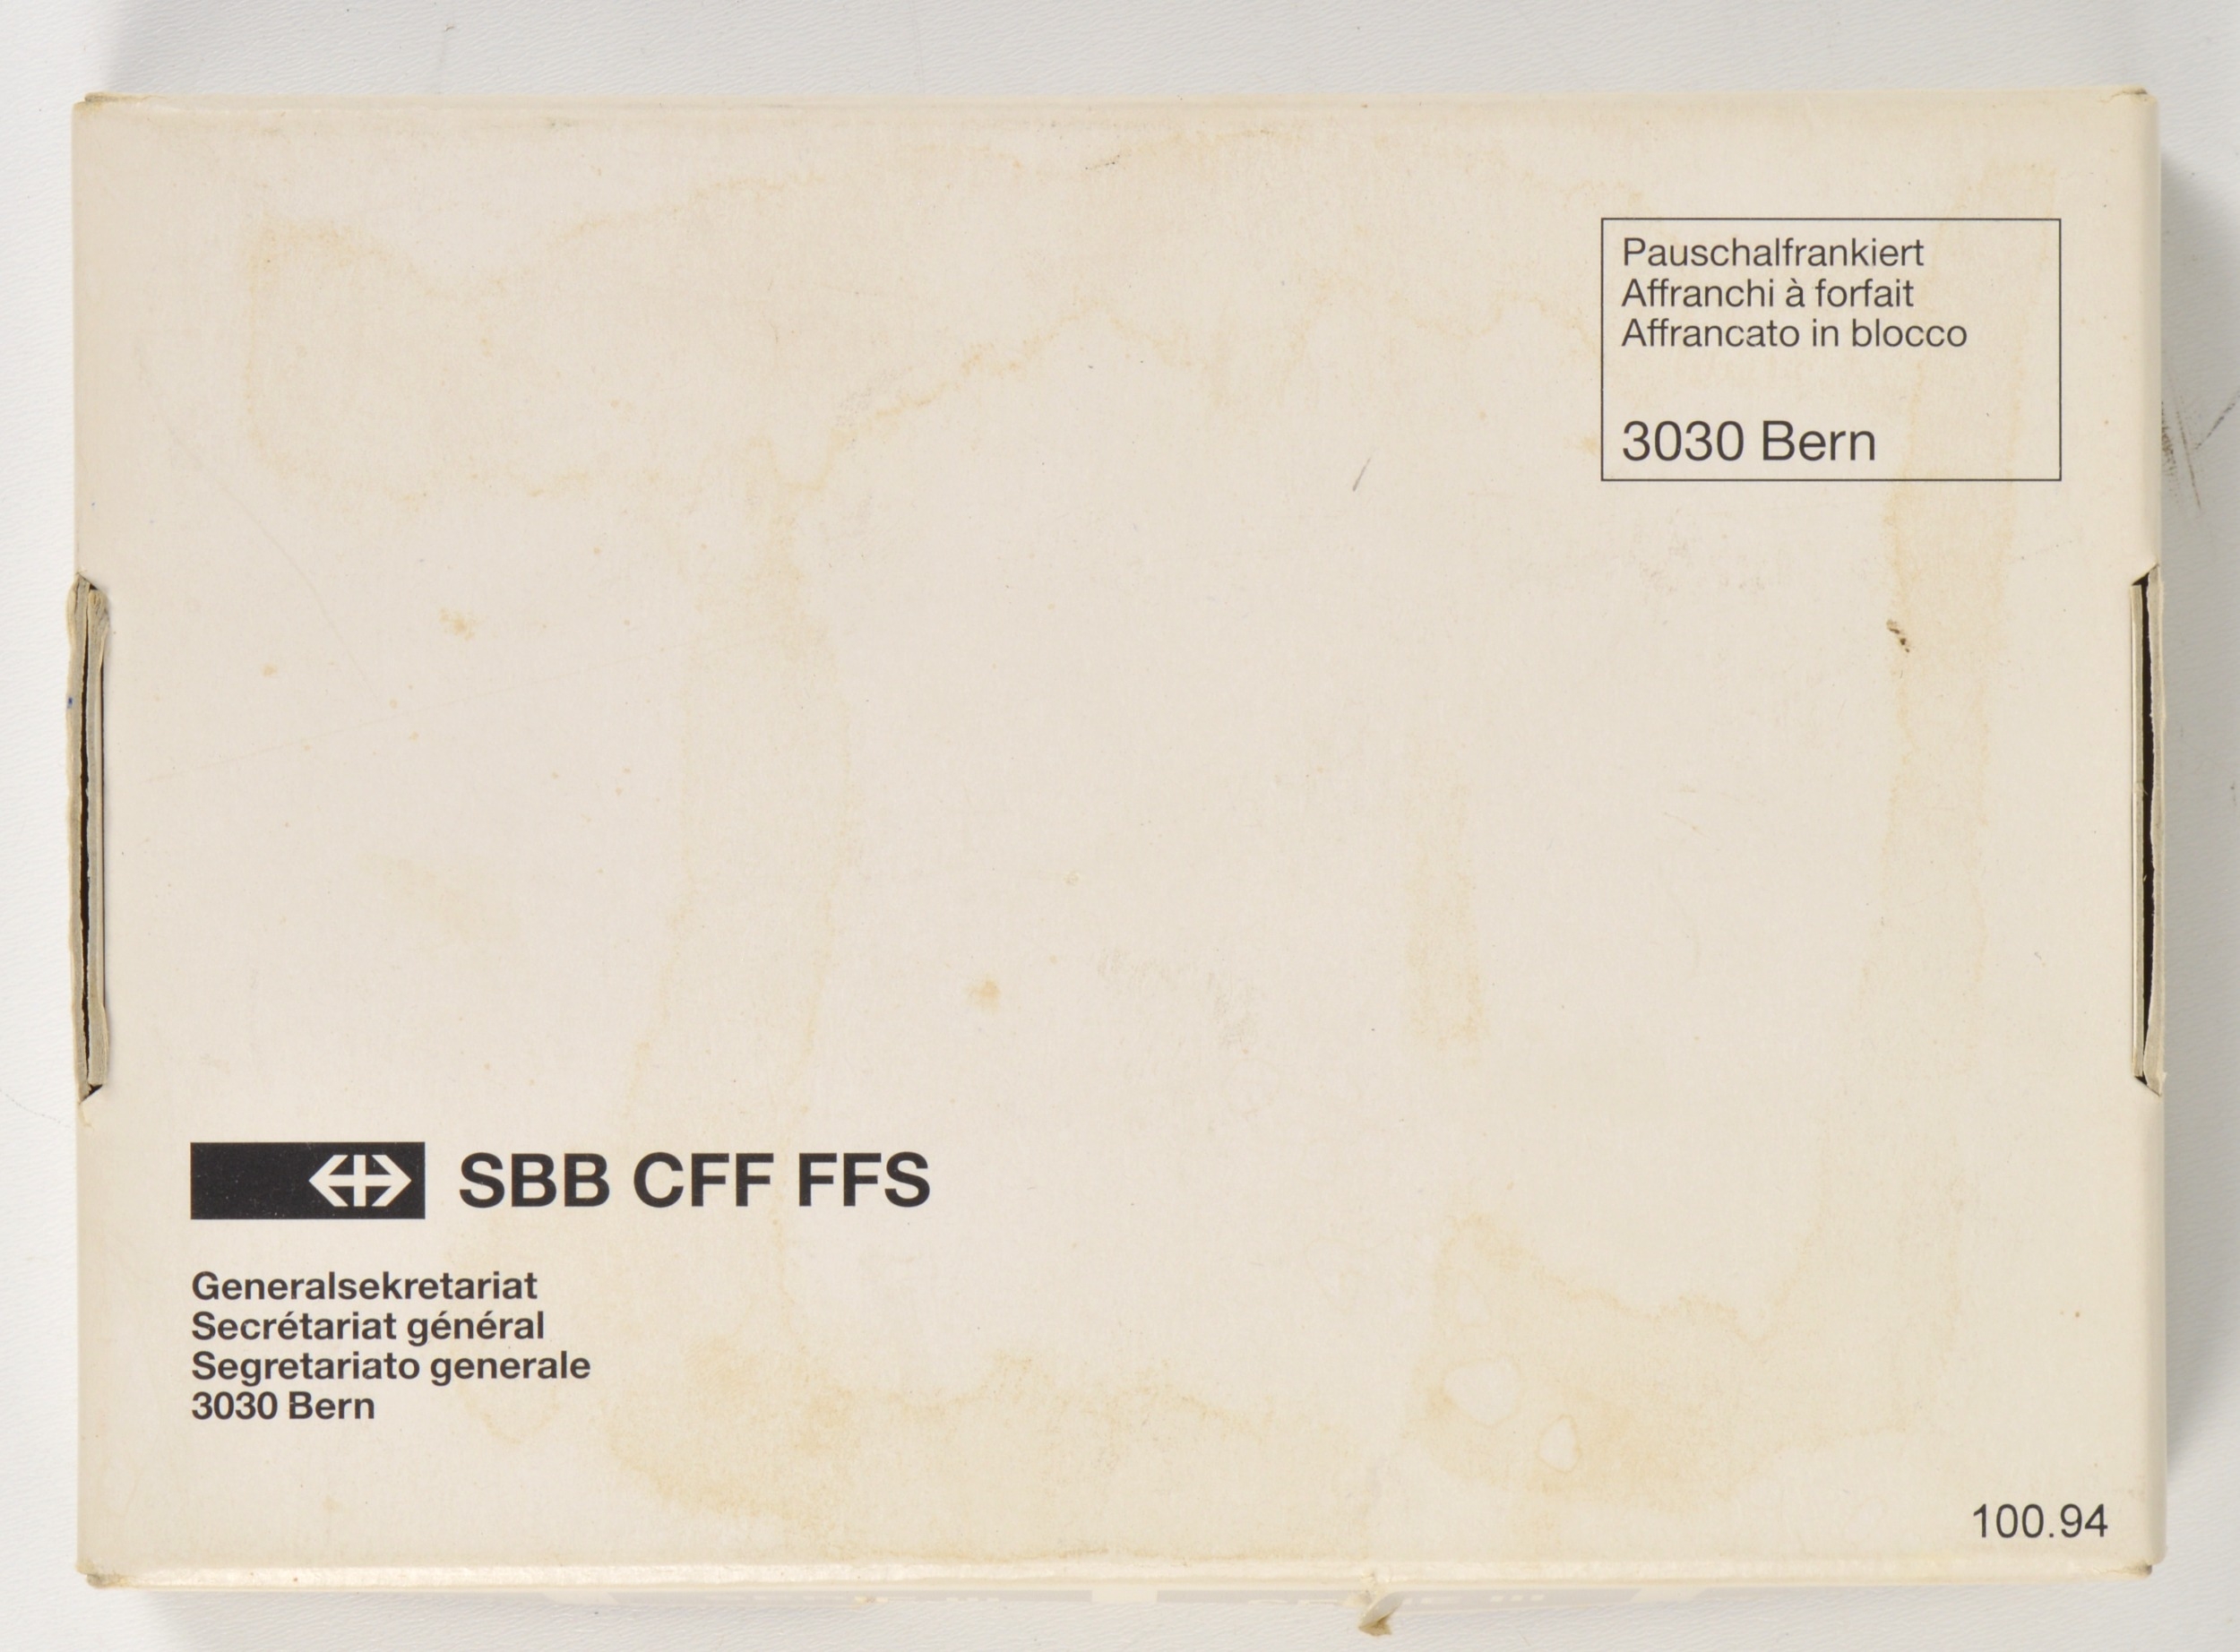 Pauschalfrankiert
Affranchi à forfait
Affrancato in blocco
3030 Bern
SBB CFF FFS
Generalsekretariat
Secrétariat général
Segretariato generale
3030 Bern
100.94